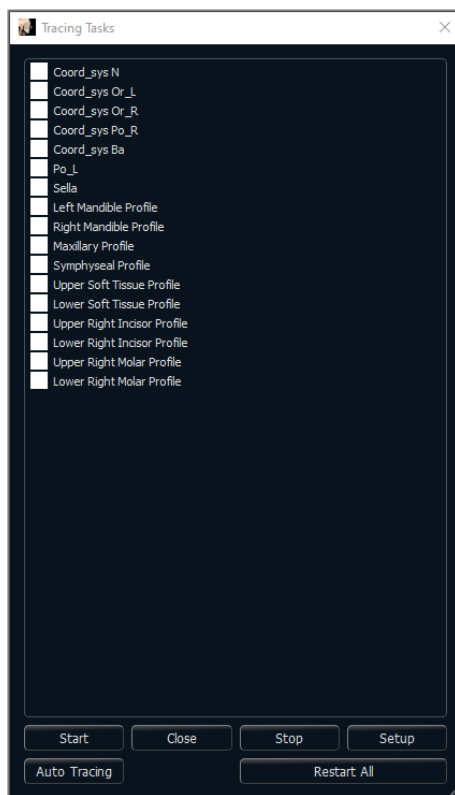 Tracing Tasks
Coord_sys N
Coord_sys Or_L
Coord_sys Or_R
Coord_sys Po_R
Coord_sys Ba
Po_L
Sella
Left Mandible Profile
Right Mandible Profile
Maxillary Profile
Symphyseal Profile
Upper Soft Tissue Profile
Lower Soft Tissue Profile
Upper Right Incisor Profile
Lower Right Incisor Profile
Upper Right Molar Profile
Lower Right Molar Profile
Start Close Stop Setup
Auto Tracing Restart All